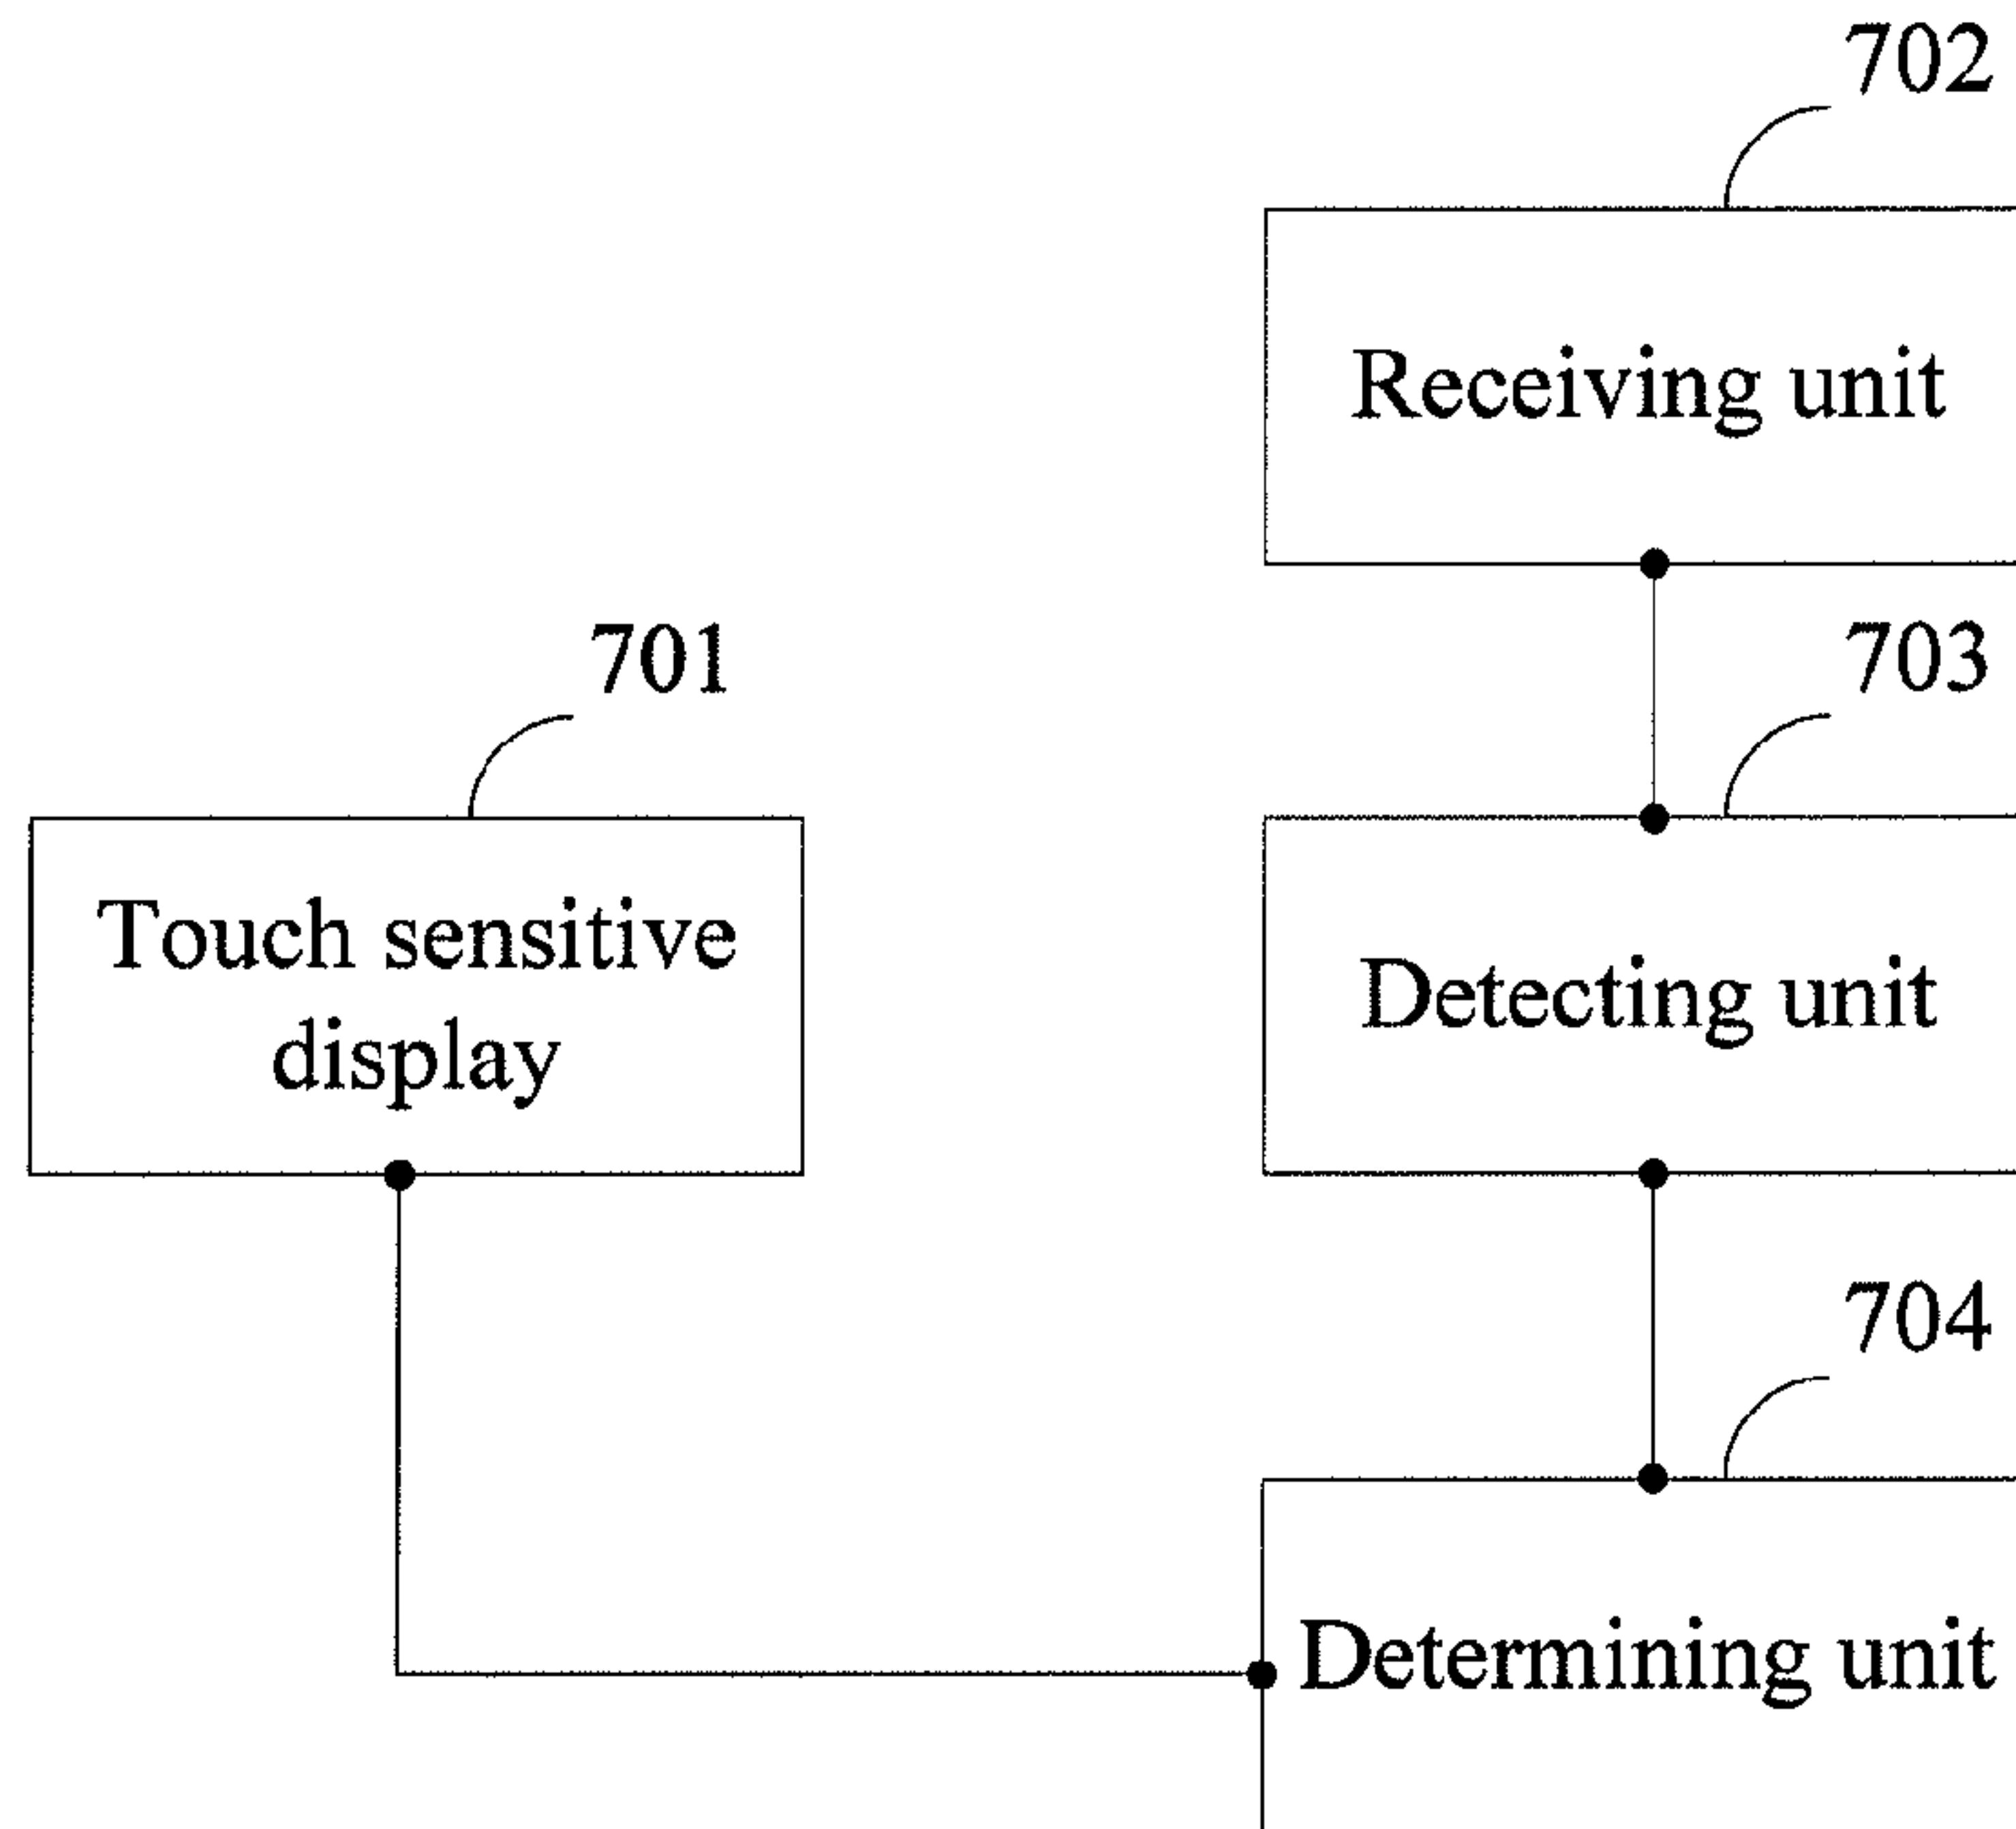 702
Receiving unit
701
703
Touch sensitive
display
Detecting unit
704
Determining unit